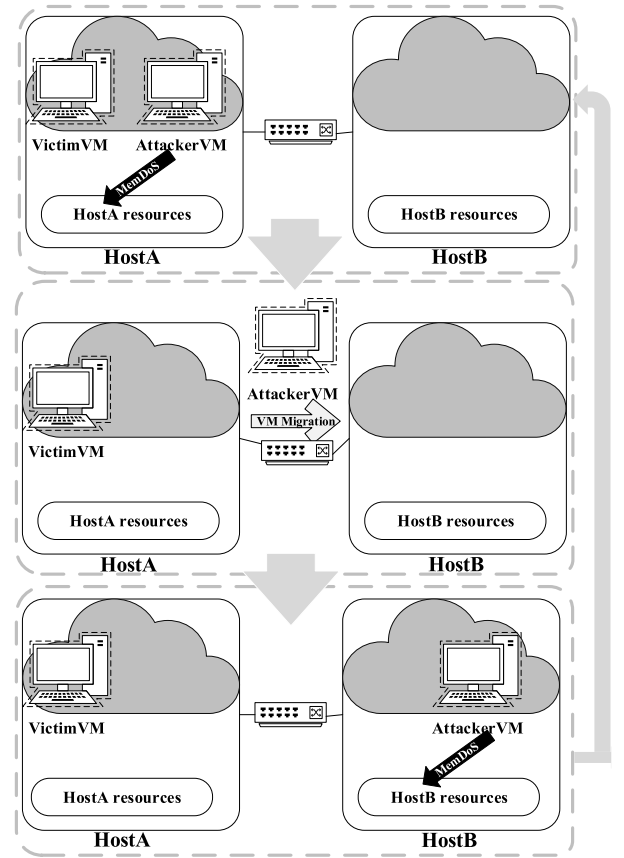 VictimVM
AttackerVM
MemDoS
HostA resources
HostB resources
HostA
HostB
AttackerVM
VM Migration
VictimVM
HostA resources
HostB resources
HostA
HostB
VictimVM
AttackerVM
MemDoS
HostA resources
HostB resources
HostA
HostB